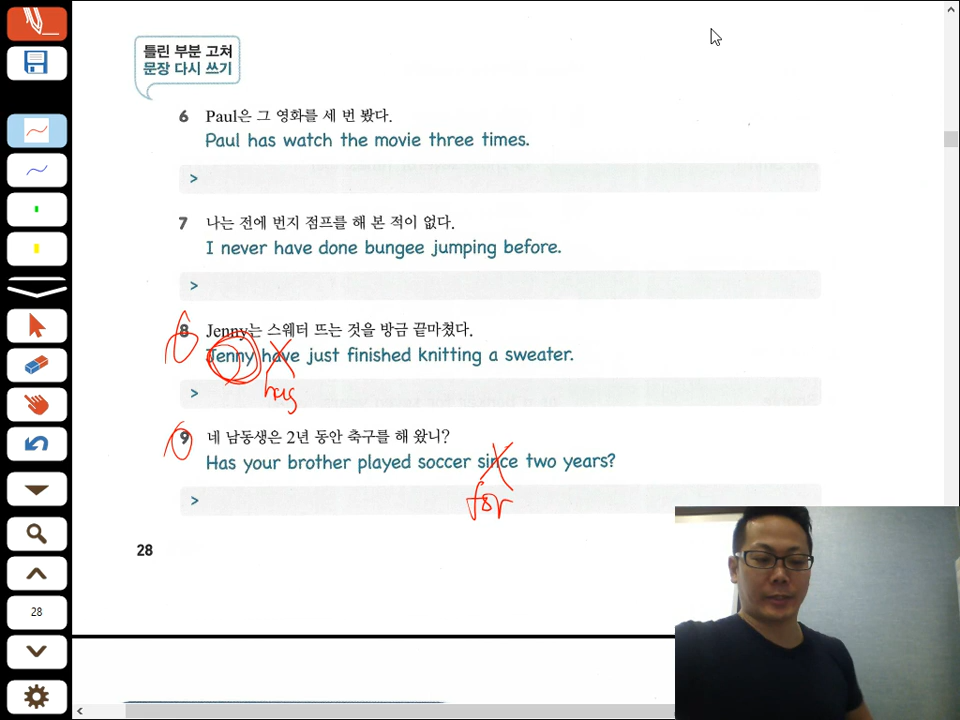 틀린 부분 고쳐
문장 다시 쓰기
6 Paul은 그 영화를 세 번 봤다.
Paul has watch the movie three times.
>
7 나는 전에 번지 점프를 해 본 적이 없다.
I never have done bungee jumping before.
>
8 Jenny는 스웨터 뜨는 것을 방금 끝마쳤다.
Jenny have just finished knitting a sweater.
has
>
9 네 남동생은 2년 동안 축구를 해 왔니?
Has your brother played soccer since two years?
for
>
28
28